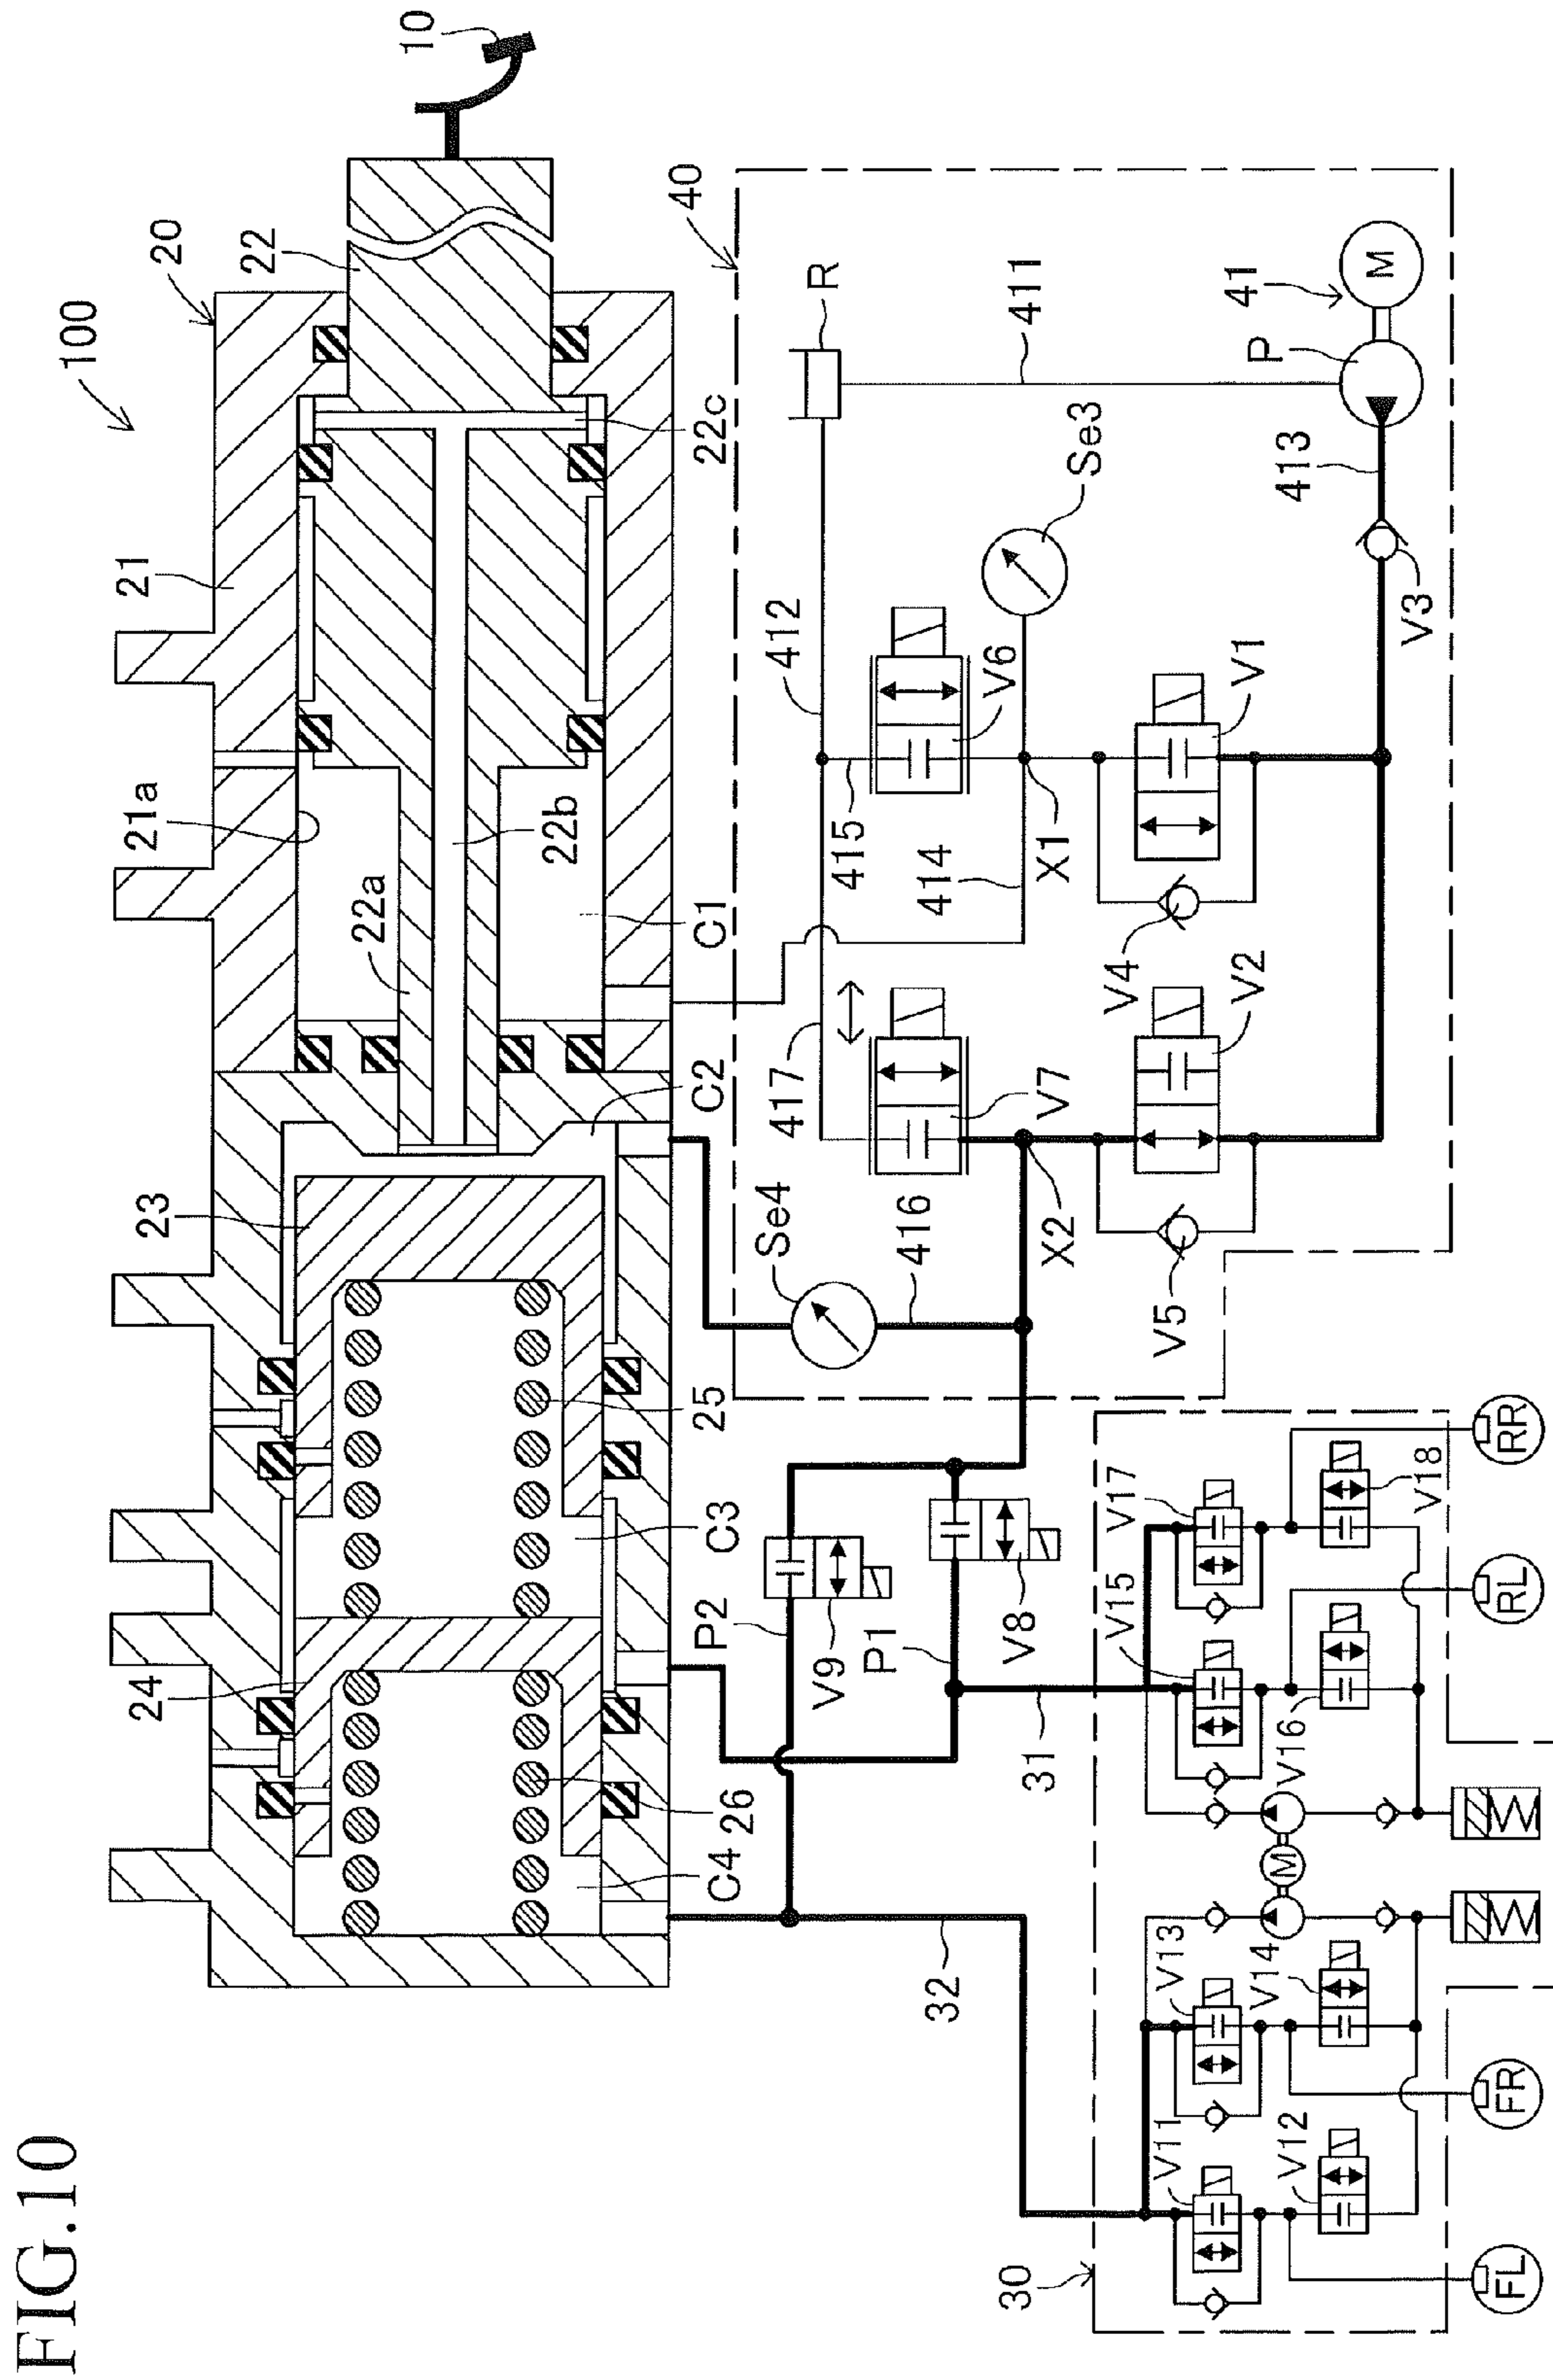 FIG.10
100
10
20
22
21
21a
22a
22b
22c
C1
C2
23
25
C3
24
26
C4
40
R
411
41
M
P
413
V3
Se3
412
V6
415
414
X1
V1
V4
417
V7
V2
X2
V5
Se4
416
P2
V9
P1
V8
31
32
30
V17
V18
V15
V16
M
V13
V14
V11
V12
RR
RL
FR
FL